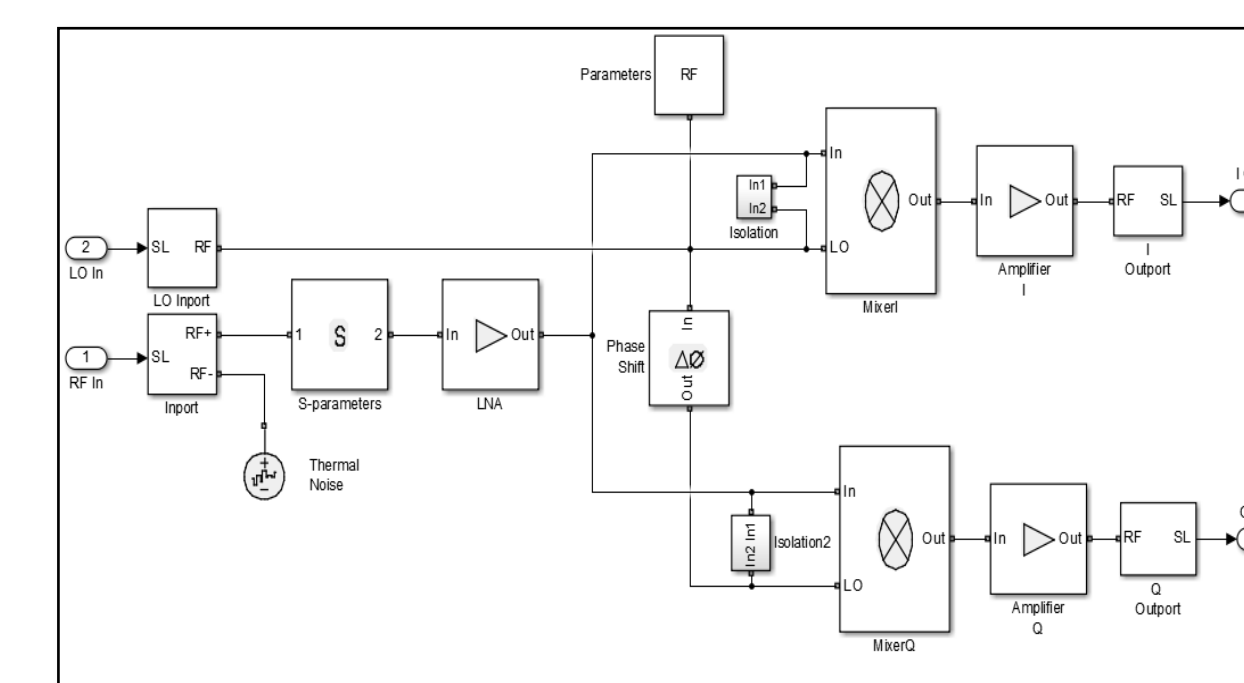 Parameters
RF
In
In1
In2
Isolation
LO
Out
MixerI
In
Out
Amplifier
I
RF
SL
I
Outport
2
LO In
SL
RF
LO Inport
1
RF In
SL
RF+
RF-
Inport
1
S
2
S-parameters
In
Out
LNA
Phase
Shift
In
ΔØ
Out
Thermal
Noise
In
In2 In1
Isolation2
LO
Out
MixerQ
In
Out
Amplifier
Q
RF
SL
Q
Outport